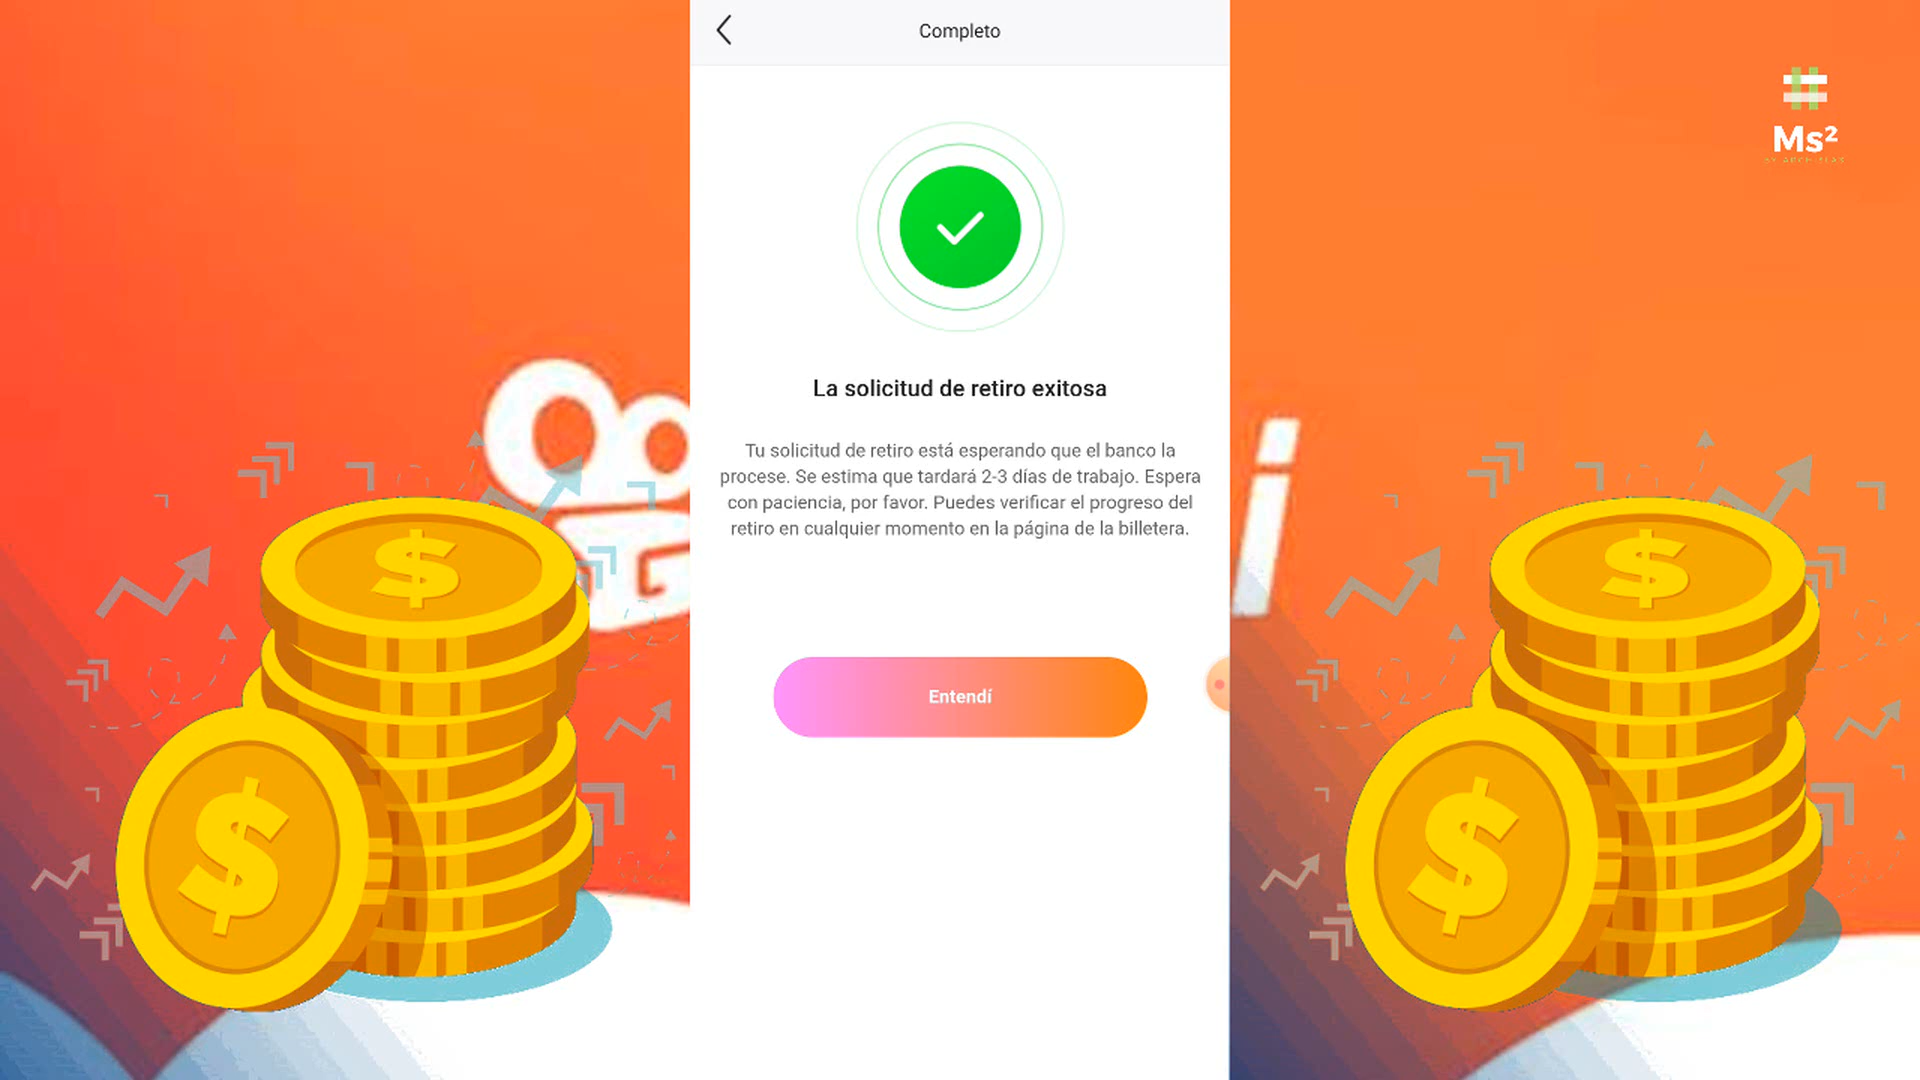 Completo
Ms²
La solicitud de retiro exitosa
Tu solicitud de retiro está esperando que el banco la
procese. Se estima que tardará 2-3 días de trabajo. Espera
con paciencia, por favor. Puedes verificar el progreso del
retiro en cualquier momento en la página de la billetera.
Entendí
$
$
$
$
i